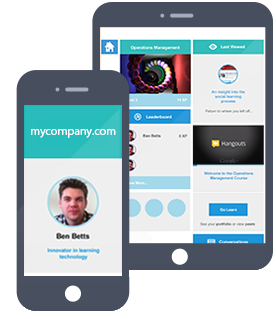 mycompany.com
Ben Betts
Innovator in learning
technology
Operations Management
Leaderboard
Ben Betts
Last Viewed
An insight into the
social learning
process
Return to where you left off...
Hangouts
Google
Welcome to the Operations
Management Course
Go Learn
See your portfolio or new posts
Conversations